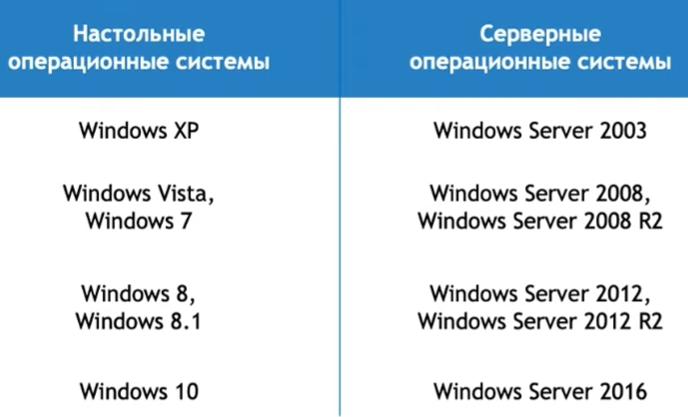 Настольные
операционные системы
Серверные
операционные системы
Windows XP
Windows Server 2003
Windows Vista,
Windows 7
Windows Server 2008,
Windows Server 2008 R2
Windows 8,
Windows 8.1
Windows Server 2012,
Windows Server 2012 R2
Windows 10
Windows Server 2016